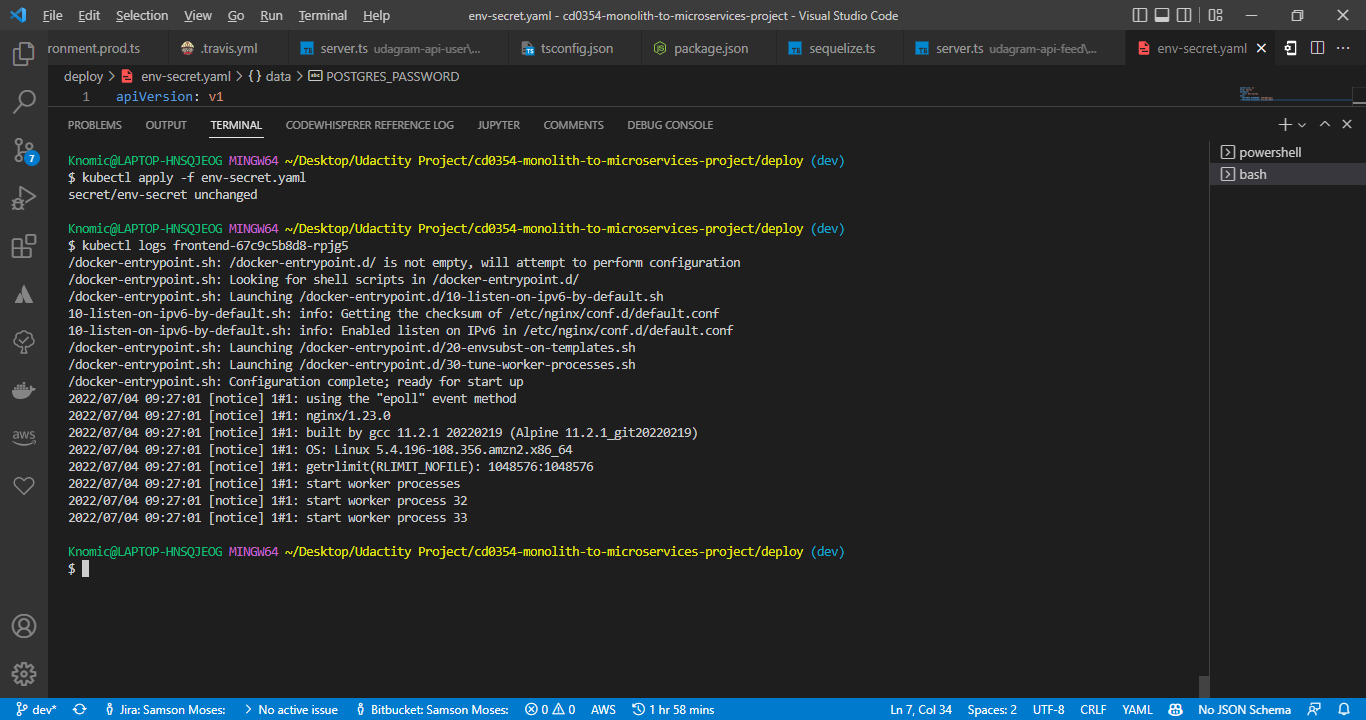 File Edit Selection View Go Run Terminal Help
env-secret.yaml - cd0354-monolith-to-microservices-project - Visual Studio Code
ronment.prod.ts
.travis.yml
TS server.ts udagram-api-user\...
TS tsconfig.json
package.json
TS sequelize.ts
TS server.ts udagram-api-feed\...
env-secret.yaml
deploy > env-secret.yaml > {} data > abc POSTGRES_PASSWORD
1 apiVersion: v1
PROBLEMS OUTPUT TERMINAL CODEWHISPERER REFERENCE LOG JUPYTER COMMENTS DEBUG CONSOLE
powershell
bash
Knomic@LAPTOP-HNSQJEOG MINGW64 ~/Desktop/Udactity Project/cd0354-monolith-to-microservices-project/deploy (dev)
$ kubectl apply -f env-secret.yaml
secret/env-secret unchanged
Knomic@LAPTOP-HNSQJEOG MINGW64 ~/Desktop/Udactity Project/cd0354-monolith-to-microservices-project/deploy (dev)
$ kubectl logs frontend-67c9c5b8d8-rpjg5
/docker-entrypoint.sh: /docker-entrypoint.d/ is not empty, will attempt to perform configuration
/docker-entrypoint.sh: Looking for shell scripts in /docker-entrypoint.d/
/docker-entrypoint.sh: Launching /docker-entrypoint.d/10-listen-on-ipv6-by-default.sh
10-listen-on-ipv6-by-default.sh: info: Getting the checksum of /etc/nginx/conf.d/default.conf
10-listen-on-ipv6-by-default.sh: info: Enabled listen on IPv6 in /etc/nginx/conf.d/default.conf
/docker-entrypoint.sh: Launching /docker-entrypoint.d/20-envsubst-on-templates.sh
/docker-entrypoint.sh: Launching /docker-entrypoint.d/30-tune-worker-processes.sh
/docker-entrypoint.sh: Configuration complete; ready for start up
2022/07/04 09:27:01 [notice] 1#1: using the "epoll" event method
2022/07/04 09:27:01 [notice] 1#1: nginx/1.23.0
2022/07/04 09:27:01 [notice] 1#1: built by gcc 11.2.1 20220219 (Alpine 11.2.1_git20220219)
2022/07/04 09:27:01 [notice] 1#1: OS: Linux 5.4.196-108.356.amzn2.x86_64
2022/07/04 09:27:01 [notice] 1#1: getrlimit(RLIMIT_NOFILE): 1048576:1048576
2022/07/04 09:27:01 [notice] 1#1: start worker processes
2022/07/04 09:27:01 [notice] 1#1: start worker process 32
2022/07/04 09:27:01 [notice] 1#1: start worker process 33
Knomic@LAPTOP-HNSQJEOG MINGW64 ~/Desktop/Udactity Project/cd0354-monolith-to-microservices-project/deploy (dev)
$
7
aws
dev* Jira: Samson Moses: > No active issue Bitbucket: Samson Moses: 0 0 AWS 1 hr 58 mins Ln 7, Col 34 Spaces: 2 UTF-8 CRLF YAML No JSON Schema